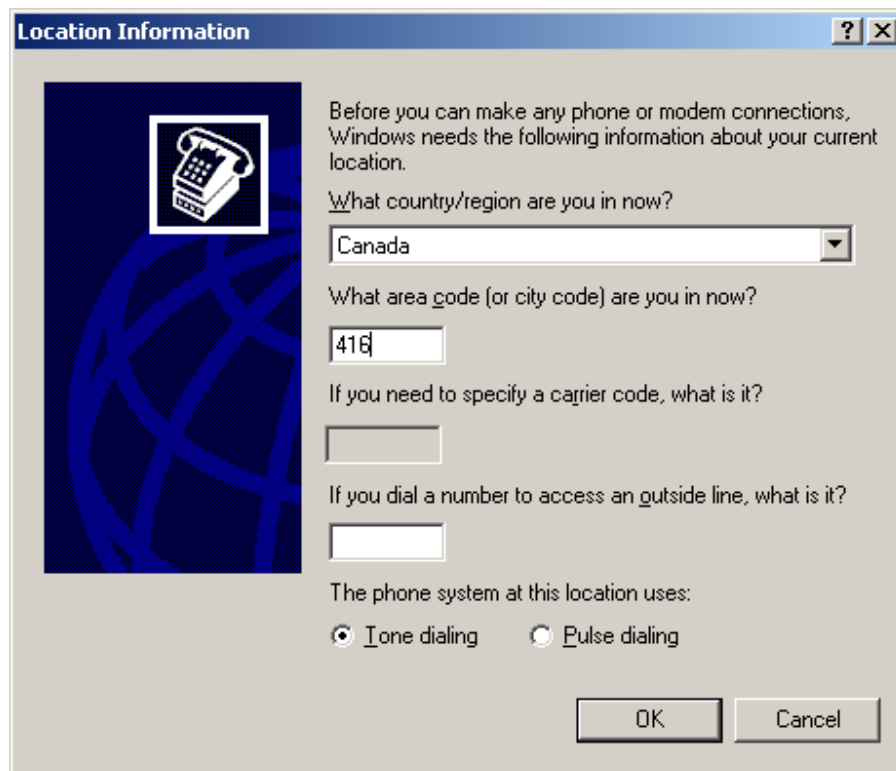 Location Information
Before you can make any phone or modem connections,
Windows needs the following information about your current
location.
What country/region are you in now?
Canada
What area code (or city code) are you in now?
416
If you need to specify a carrier code, what is it?
If you dial a number to access an outside line, what is it?
The phone system at this location uses:
Tone dialing Pulse dialing
OK Cancel